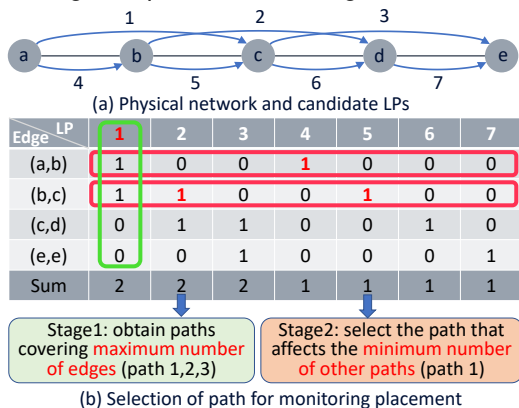 1 2 3
a b c d e
4 5 6 7
(a) Physical network and candidate LPs
Edge LP 1 2 3 4 5 6 7
(a,b) 1 0 0 1 0 0 0
(b,c) 1 1 0 0 1 0 0
(c,d) 0 1 1 0 0 1 0
(e,e) 0 0 1 0 0 0 1
Sum 2 2 2 1 1 1 1
Stage1: obtain paths
covering maximum number
of edges (path 1,2,3)
Stage2: select the path that
affects the minimum number
of other paths (path 1)
(b) Selection of path for monitoring placement